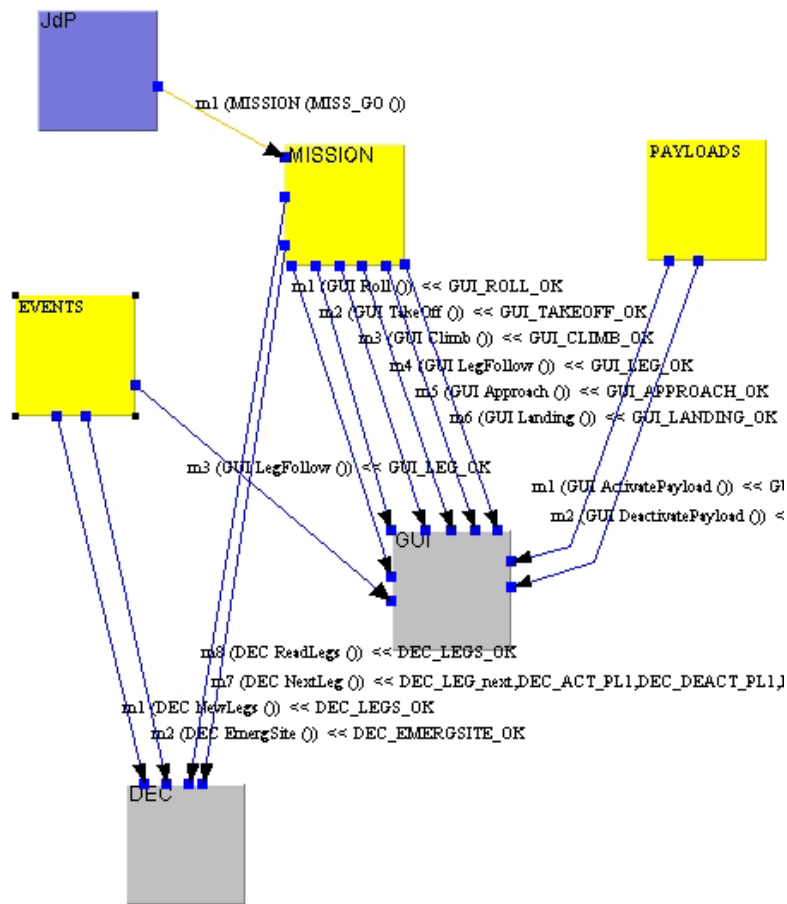 JdP
m1 (MISSION (MISS_GO ())
MISSION
PAYLOADS
m1 (GUI Roll ()) << GUI_ROLL_OK
EVENTS
m2 (GUI TakeOff ()) << GUI_TAKEOFF_OK
m3 (GUI Climb ()) << GUI_CLIMB_OK
m4 (GUI LegFollow ()) << GUI_LEG_OK
m5 (GUI Approach ()) << GUI_APPROACH_OK
m6 (GUI Landing ()) << GUI_LANDING_OK
m3 (GUI LegFollow ()) << GUI_LEG_OK
m1 (GUI ActivatePayload ()) << GU
m2 (GUI DeactivatePayload ()) <
GUI
m8 (DEC ReadLegs ()) << DEC_LEGS_OK
m7 (DEC NextLeg ()) << DEC_LEG_next,DEC_ACT_PL1,DEC_DEACT_PL1,
m1 (DEC NewLegs ()) << DEC_LEGS_OK
m2 (DEC EmergSite ()) << DEC_EMERGSITE_OK
DEC